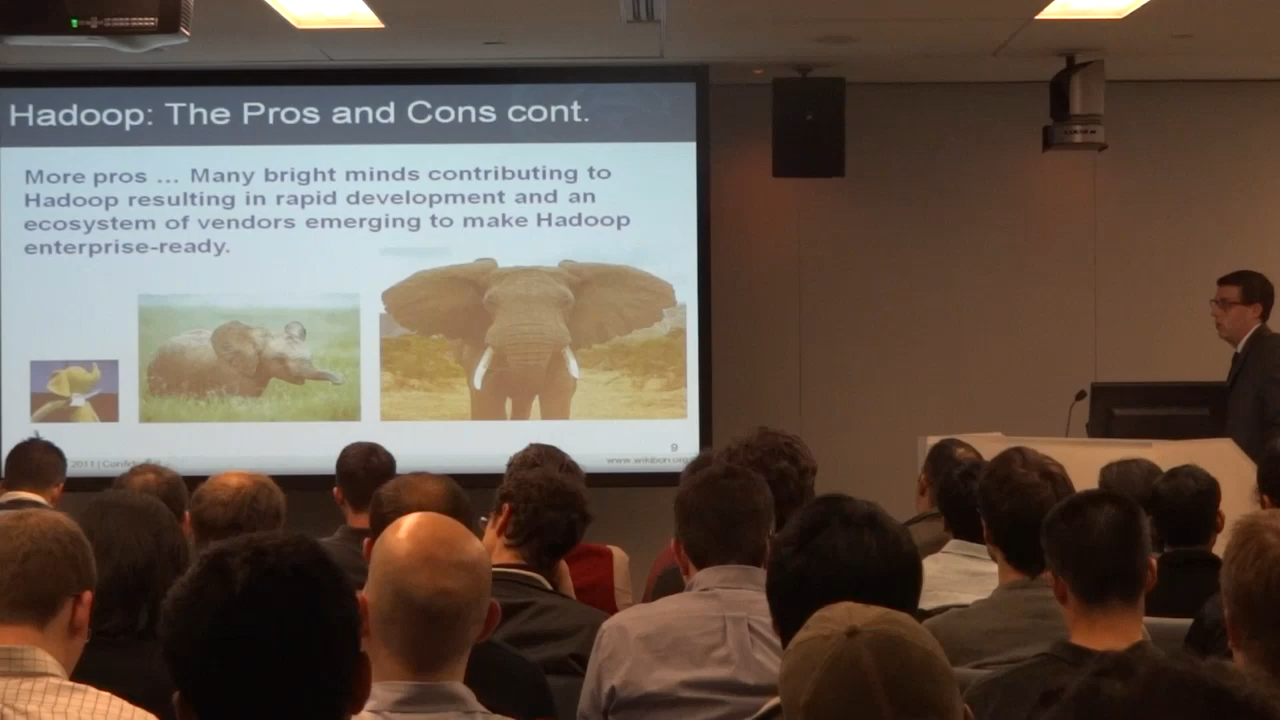 Hadoop: The Pros and Cons cont.
More pros ... Many bright minds contributing to
Hadoop resulting in rapid development and an
ecosystem of vendors emerging to make Hadoop
enterprise-ready.
9
2011 |